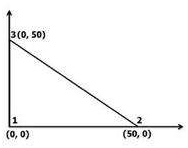 3(0, 50)
1 2
(0, 0) (50, 0)